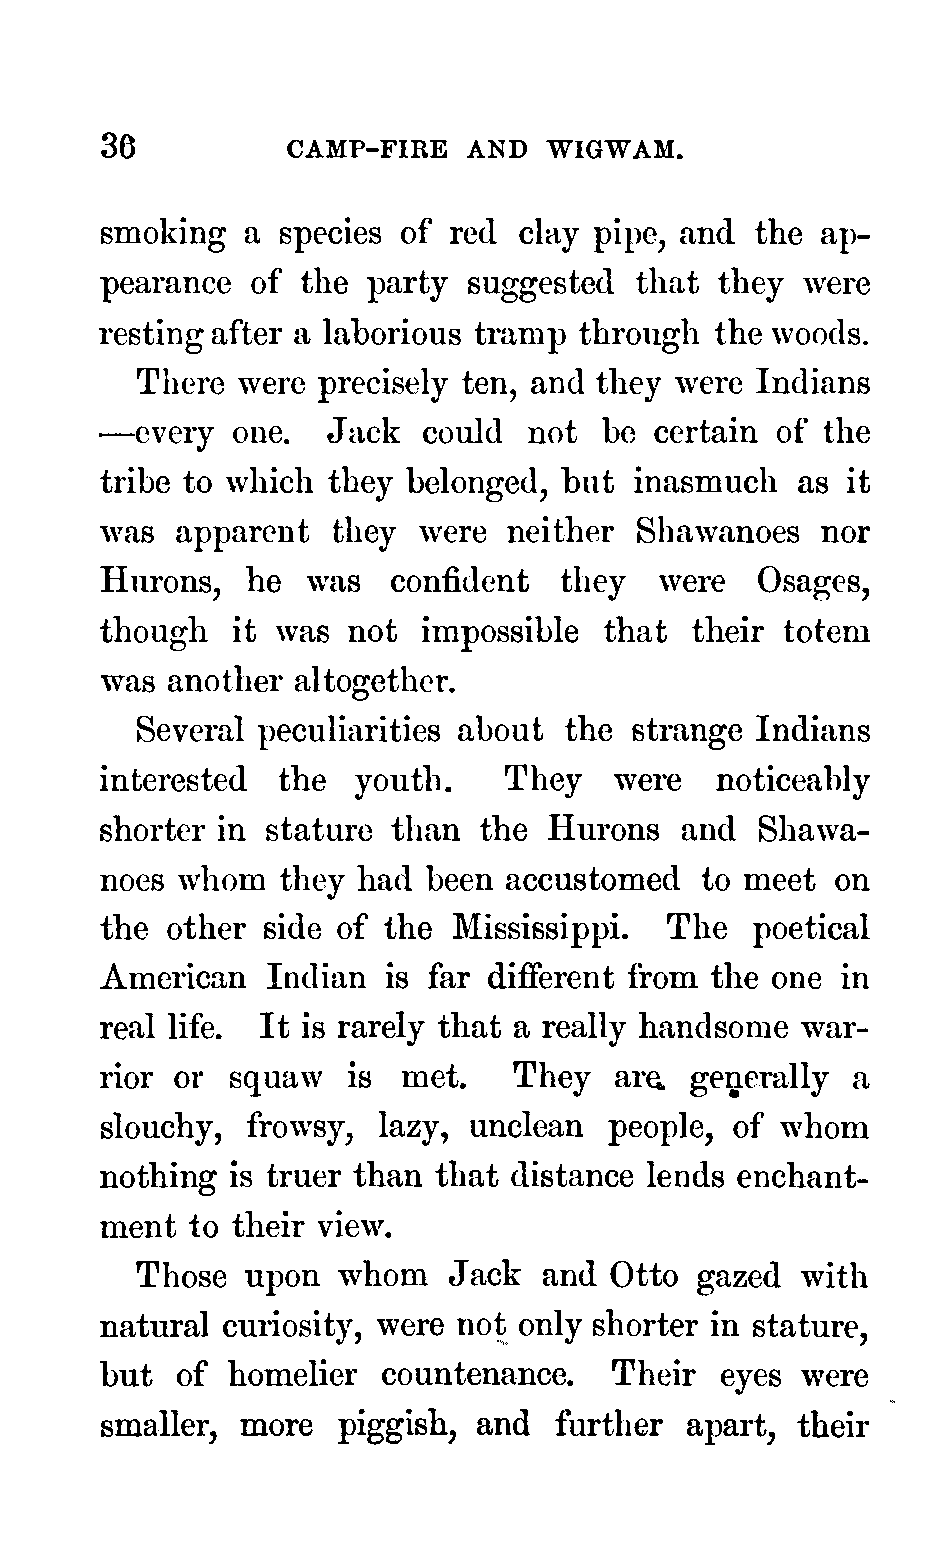 36 CAMP-FIRE AND WIGWAM.
smoking a species of red clay pipe, and the ap-
pearance of the party suggested that they were
resting after a laborious tramp through the woods.
There were precisely ten, and they were Indians
—every one. Jack could not be certain of the
tribe to which they belonged, but inasmuch as it
was apparent they were neither Shawanoes nor
Hurons, he was confident they were Osages,
though it was not impossible that their totem
was another altogether.
Several peculiarities about the strange Indians
interested the youth. They were noticeably
shorter in stature than the Hurons and Shawa-
noes whom they had been accustomed to meet on
the other side of the Mississippi. The poetical
American Indian is far different from the one in
real life. It is rarely that a really handsome war-
rior or squaw is met. They are generally a
slouchy, frowsy, lazy, unclean people, of whom
nothing is truer than that distance lends enchant-
ment to their view.
Those upon whom Jack and Otto gazed with
natural curiosity, were not only shorter in stature,
but of homelier countenance. Their eyes were
smaller, more piggish, and further apart, their